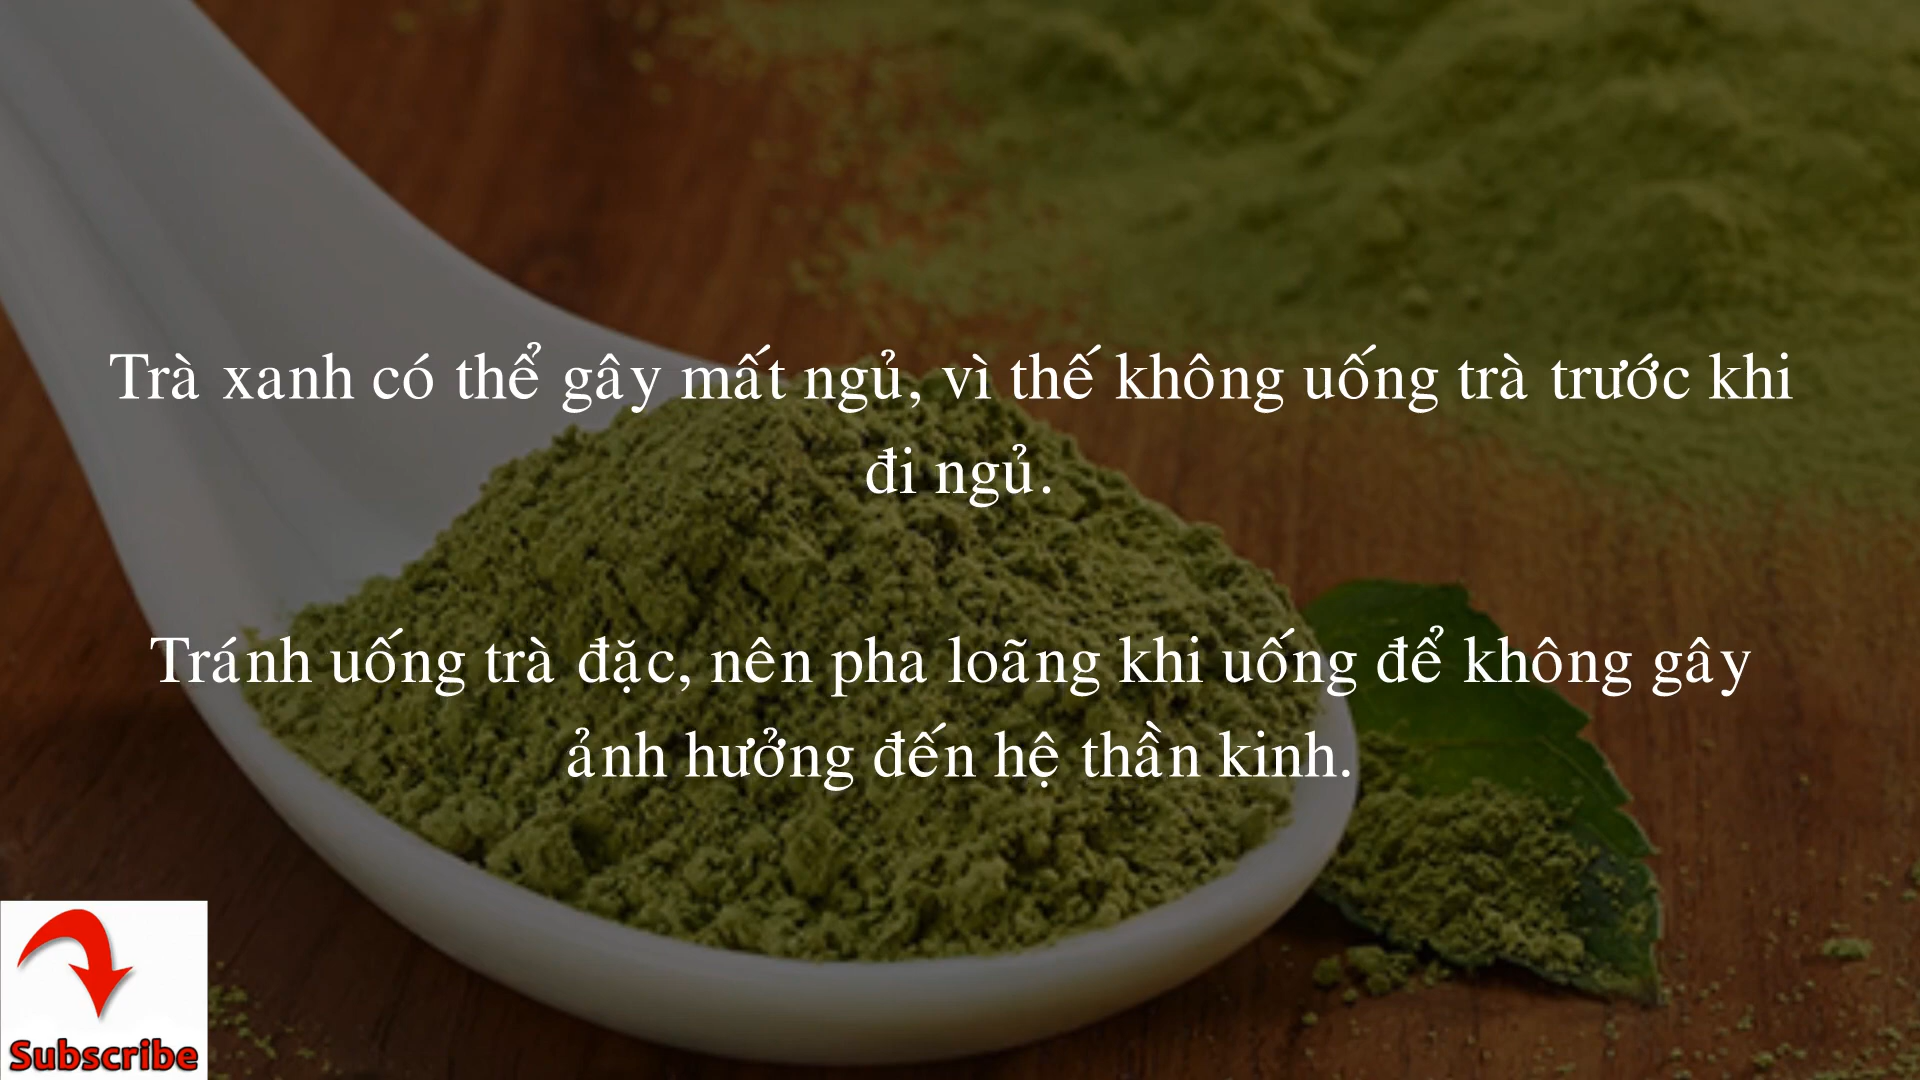 Trà xanh có thể gây mất ngủ, vì thế không uống trà trước khi
đi ngủ.
Tránh uống trà đặc, nên pha loãng khi uống để không gây
ảnh hưởng đến hệ thần kinh.
Subscribe